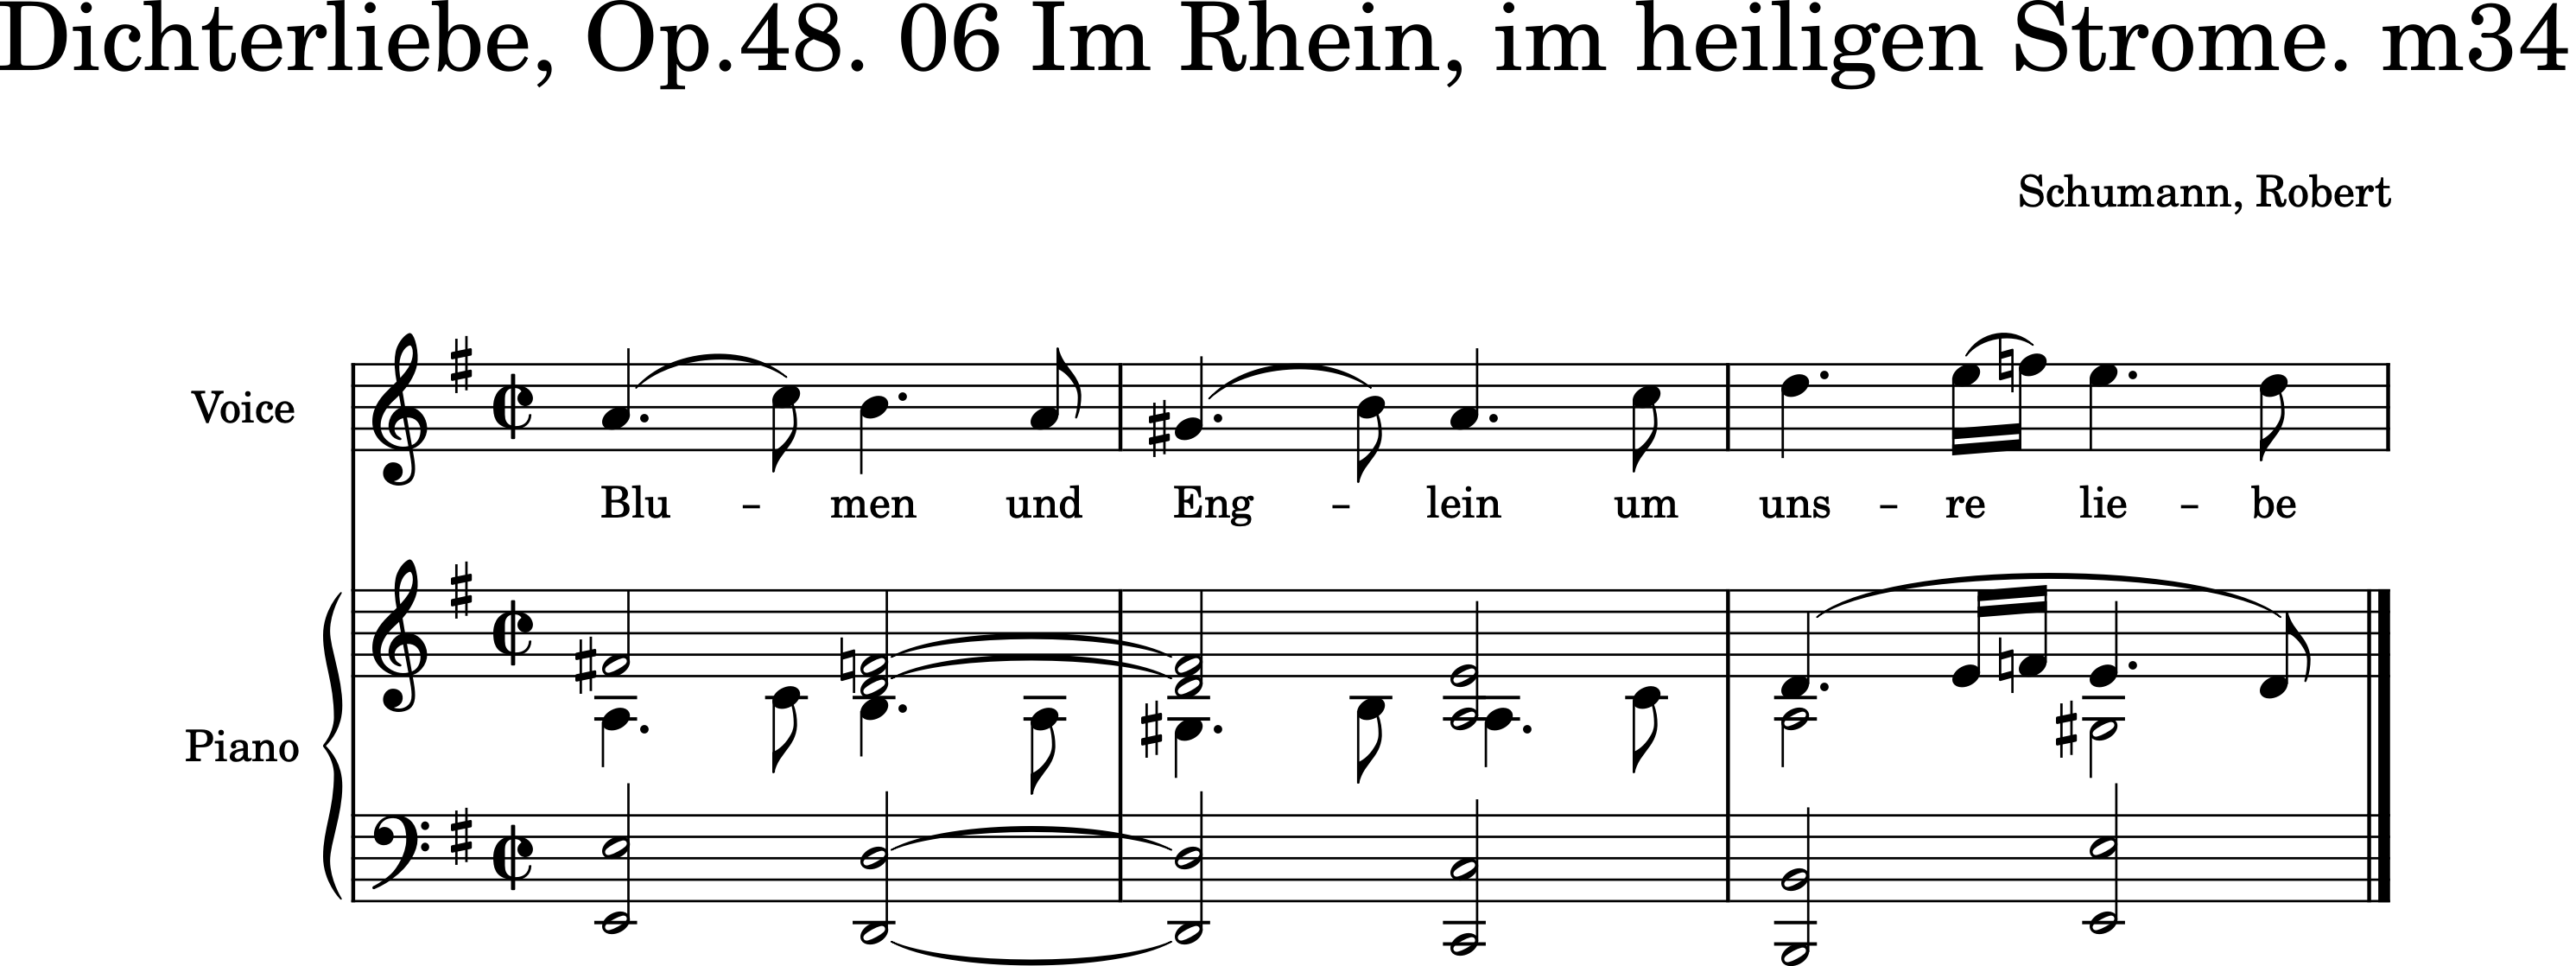 Dichterliebe, Op.48. 06 Im Rhein, im heiligen Strome. m34
Schumann, Robert
Voice
Blu - men und Eng - lein um uns - re lie - be
Piano